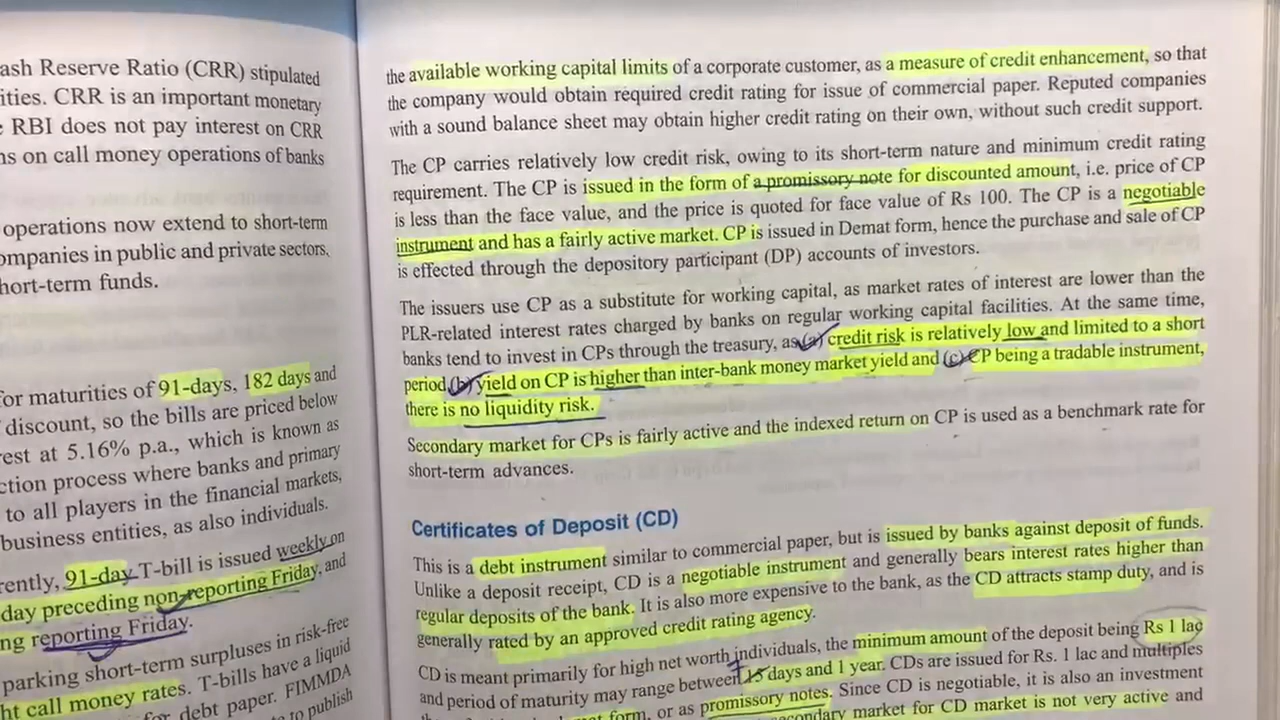 ash Reserve Ratio (CRR) stipulated
ities. CRR is an important monetary
RBI does not pay interest on CRR
ns on call money operations of banks
operations now extend to short-term
ompanies in public and private sectors,
hort-term funds.
for maturities of 91-days, 182 days and
discount, so the bills are priced below
rest at 5.16% p.a., which is known as
ction process where banks and primary
to all players in the financial markets,
business entities, as also individuals.
rently, 91-day T-bill is issued weekly on
day preceding non-reporting Friday, and
ng reporting Friday.
parking short-term surpluses in risk-free
ht call money rates. T-bills have a liquid
for debt paper. FIMMDA
to publish
the available working capital limits of a corporate customer, as a measure of credit enhancement, so that
the company would obtain required credit rating for issue of commercial paper. Reputed companies
with a sound balance sheet may obtain higher credit rating on their own, without such credit support.
The CP carries relatively low credit risk, owing to its short-term nature and minimum credit rating
requirement. The CP is issued in the form of a promissory note for discounted amount, i.e. price of CP
is less than the face value, and the price is quoted for face value of Rs 100. The CP is a negotiable
instrument and has a fairly active market. CP is issued in Demat form, hence the purchase and sale of CP
is effected through the depository participant (DP) accounts of investors.
The issuers use CP as a substitute for working capital, as market rates of interest are lower than the
PLR-related interest rates charged by banks on regular working capital facilities. At the same time,
banks tend to invest in CPs through the treasury, as (a) credit risk is relatively low and limited to a short
period, (b) yield on CP is higher than inter-bank money market yield and (c) CP being a tradable instrument,
there is no liquidity risk.
Secondary market for CPs is fairly active and the indexed return on CP is used as a benchmark rate for
short-term advances.
Certificates of Deposit (CD)
This is a debt instrument similar to commercial paper, but is issued by banks against deposit of funds.
Unlike a deposit receipt, CD is a negotiable instrument and generally bears interest rates higher than
regular deposits of the bank. It is also more expensive to the bank, as the CD attracts stamp duty, and is
generally rated by an approved credit rating agency.
CD is meant primarily for high net worth individuals, the minimum amount of the deposit being Rs 1 lac
and period of maturity may range between 7 15 days and 1 year. CDs are issued for Rs. 1 lac and multiples
form, or as promissory notes. Since CD is negotiable, it is also an investment
secondary market for CD market is not very active and